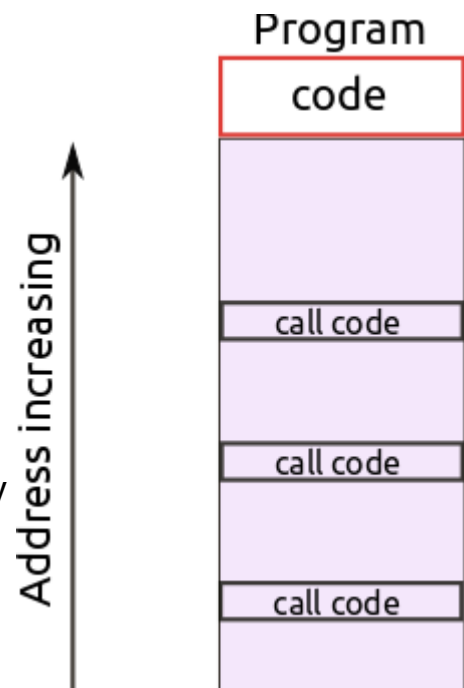 Program
code
call code
call code
call code
Address increasing
y